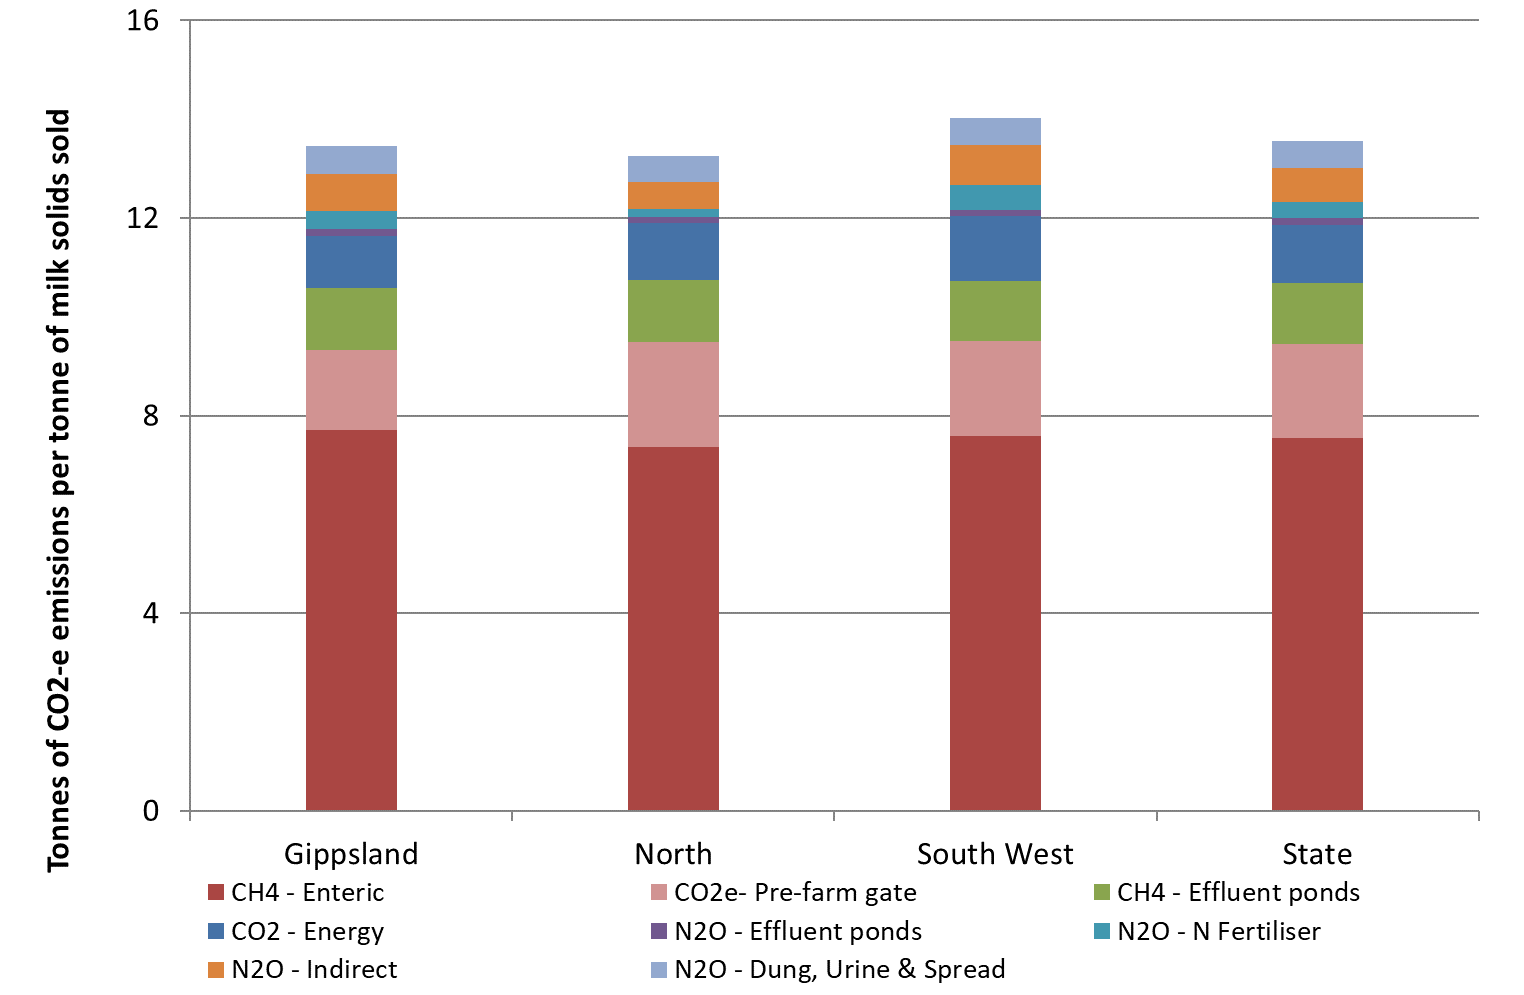 Tonnes of CO2-e emissions per tonne of milk solids sold
16
12
8
4
0
Gippsland North South West State
CH4 - Enteric CO2e- Pre-farm gate CH4 - Effluent ponds
CO2 - Energy N2O - Effluent ponds N2O - N Fertiliser
N2O - Indirect N2O - Dung, Urine & Spread